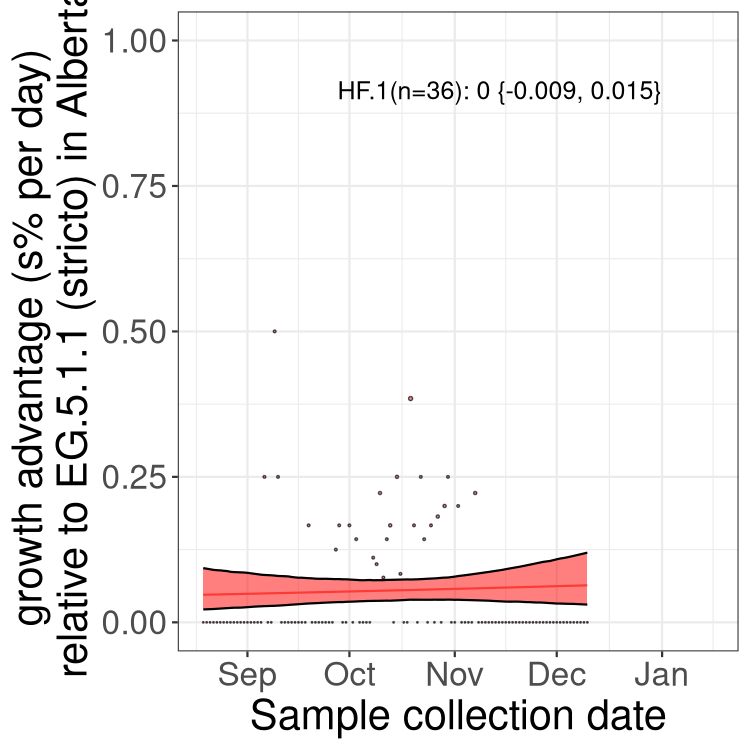 growth advantage (s% per day)
relative to EG.5.1.1 (stricto) in Alberta
1.00
0.75
0.50
0.25
0.00
HF.1(n=36): 0 {-0.009, 0.015}
Sep Oct Nov Dec Jan
Sample collection date